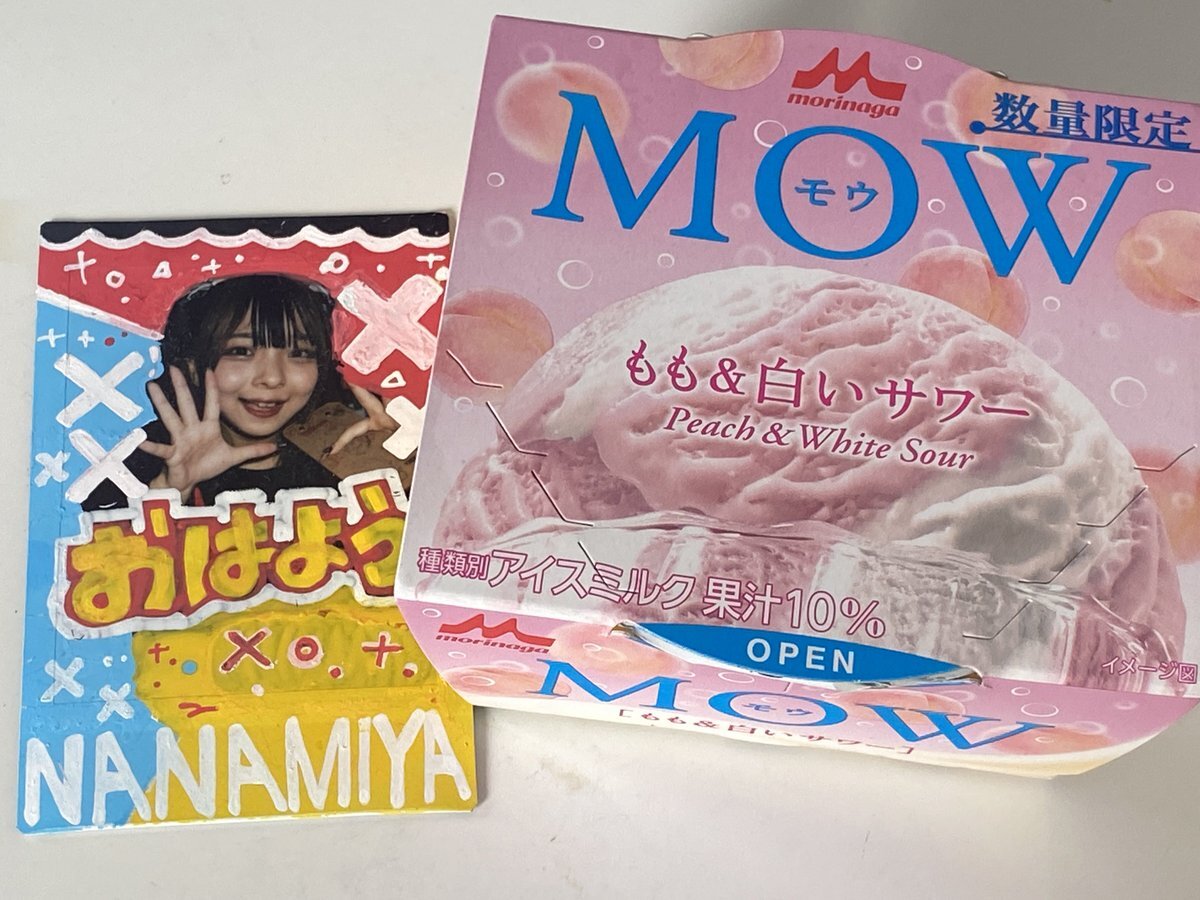 おはよう
NANAMIYA
morinaga
数量限定
MOW
モウ
もも&白いサワー
Peach & White Sour
種類別アイスミルク 果汁10%
イメージ図
OPEN
morinaga
MOW
モウ
[もも&白いサワー]